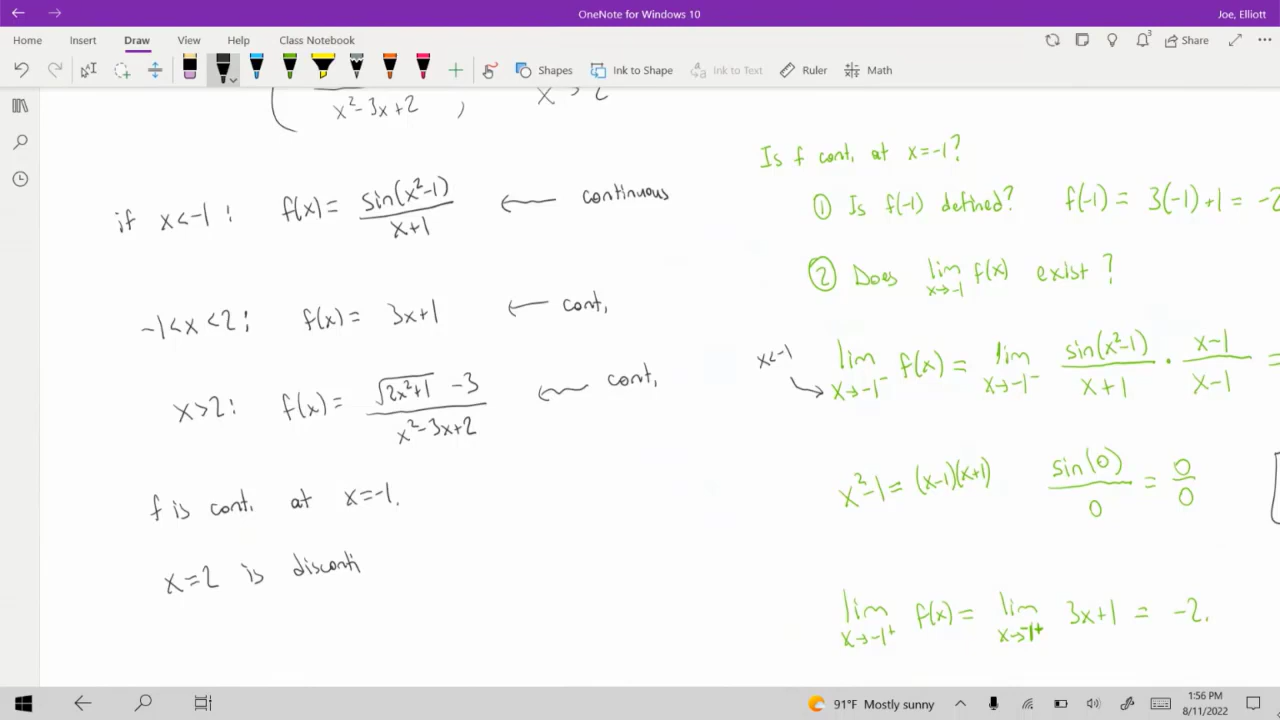 OneNote for Windows 10
Joe, Elliott
Home Insert Draw View Help Class Notebook
Share
Shapes Ink to Shape Ink to Text Ruler Math
x²-3x+2 , x > 2
if x<-1: f(x)= sin(x²-1)/x+1 ← continuous
-1<x<2: f(x)= 3x+1 ← cont.
x>2: f(x)= √2x²+1 -3/x²-3x+2 ← cont.
f is cont. at x=-1.
x=2 is disconti
Is f cont. at x=-1?
① Is f(-1) defined? f(-1) = 3(-1)+1 = -2
② Does lim x→-1 f(x) exist?
x<-1
lim x→-1⁻ f(x) = lim x→-1⁻ sin(x²-1)/x+1 · x-1/x-1 =
x²-1=(x-1)(x+1) sin(0)/0 = 0/0
lim x→-1⁺ f(x)= lim x→-1⁺ 3x+1 = -2.
91°F Mostly sunny
1:56 PM
8/11/2022